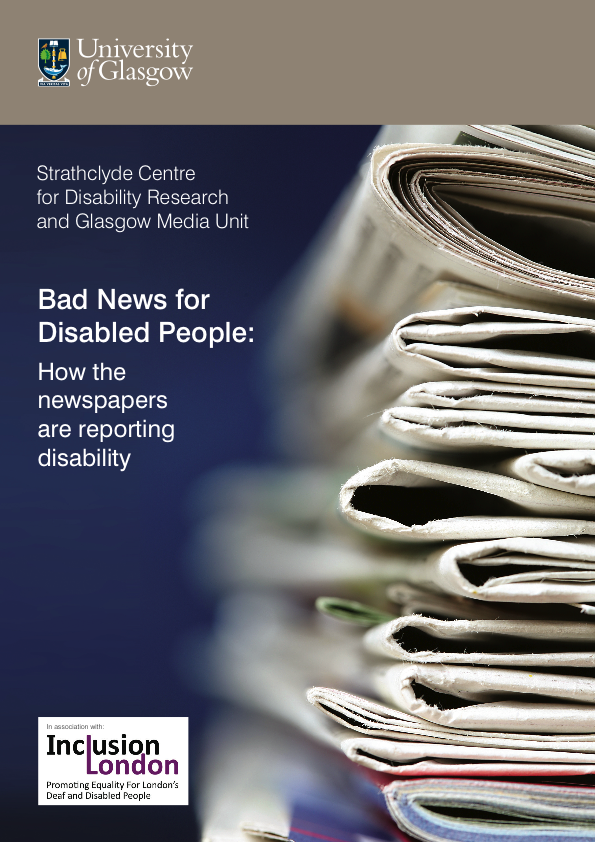 University
of Glasgow
Strathclyde Centre
for Disability Research
and Glasgow Media Unit
Bad News for
Disabled People:
How the
newspapers
are reporting
disability
In association with:
Inclusion
London
Promoting Equality For London's
Deaf and Disabled People